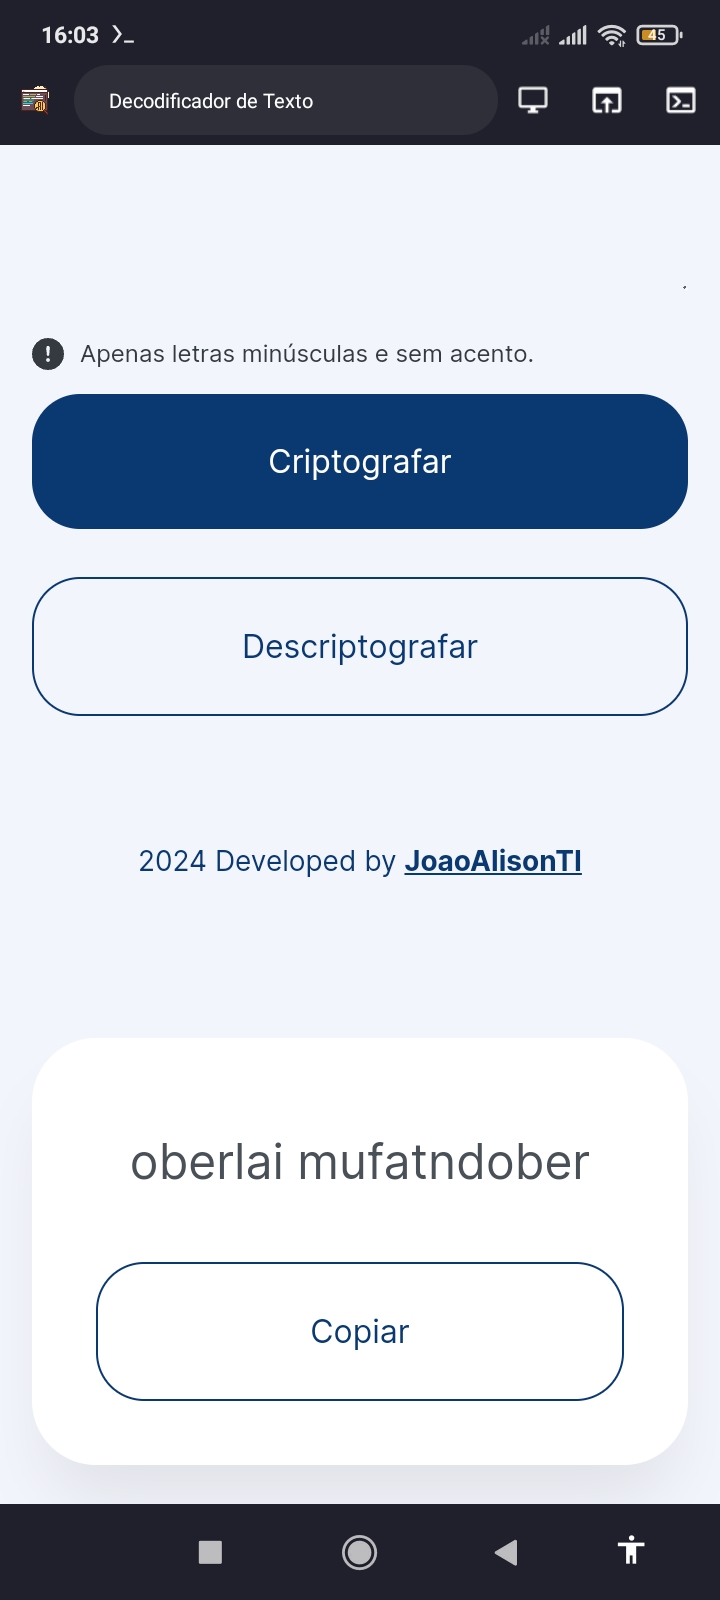 16:03
45
Decodificador de Texto
Apenas letras minúsculas e sem acento.
Criptografar
Descriptografar
2024 Developed by JoaoAlisonTI
oberlai mufatndober
Copiar